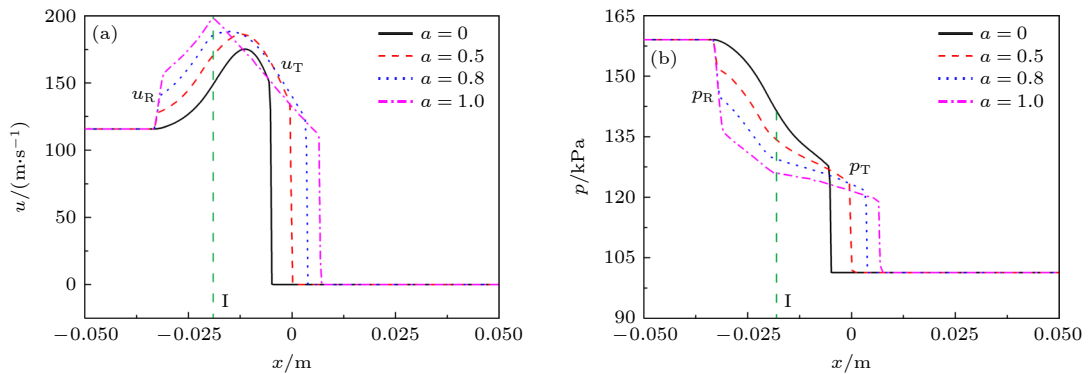 (a)
a = 0
a = 0.5
a = 0.8
a = 1.0
u_R
u_T
I
200
150
100
50
0
u/(m·s⁻¹)
−0.050 −0.025 0 0.025 0.050
x/m
(b)
a = 0
a = 0.5
a = 0.8
a = 1.0
p_R
p_T
I
165
150
135
120
105
90
p/kPa
−0.050 −0.025 0 0.025 0.050
x/m